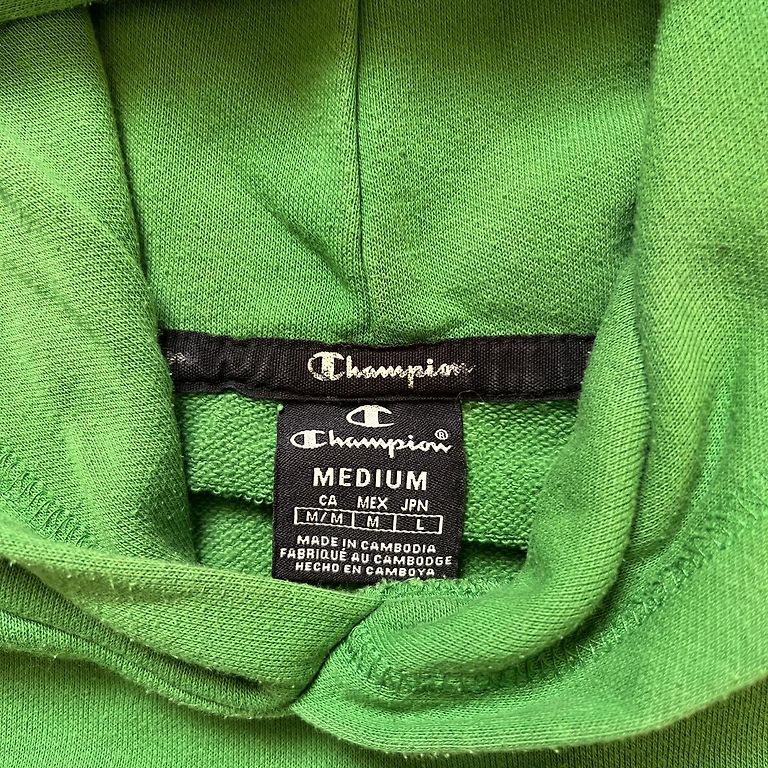 Champion
Champion®
MEDIUM
CA MEX JPN
M/M M L
MADE IN CAMBODIA
FABRIQUÉ AU CAMBODGE
HECHO EN CAMBOYA